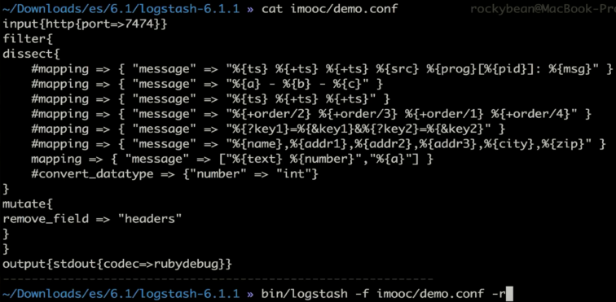 ~/Downloads/es/6.1/logstash-6.1.1 » cat imooc/demo.conf rockybean@MacBook-Pro
input{http{port=>7474}}
filter{
dissect{
#mapping => { "message" => "%{ts} %{+ts} %{+ts} %{src} %{prog}[%{pid}]: %{msg}" }
#mapping => { "message" => "%{a} - %{b} - %{c}" }
#mapping => { "message" => "%{ts} %{+ts} %{+ts}" }
#mapping => { "message" => "%{+order/2} %{+order/3} %{+order/1} %{+order/4}" }
#mapping => { "message" => "%{?key1}=%{&key1}&%{?key2}=%{&key2}" }
#mapping => { "message" => "%{name},%{addr1},%{addr2},%{addr3},%{city},%{zip}" }
mapping => { "message" => ["%{text} %{number}","%{a}"] }
#convert_datatype => {"number" => "int"}
}
mutate{
remove_field => "headers"
}
}
output{stdout{codec=>rubydebug}}
~/Downloads/es/6.1/logstash-6.1.1 » bin/logstash -f imooc/demo.conf -r